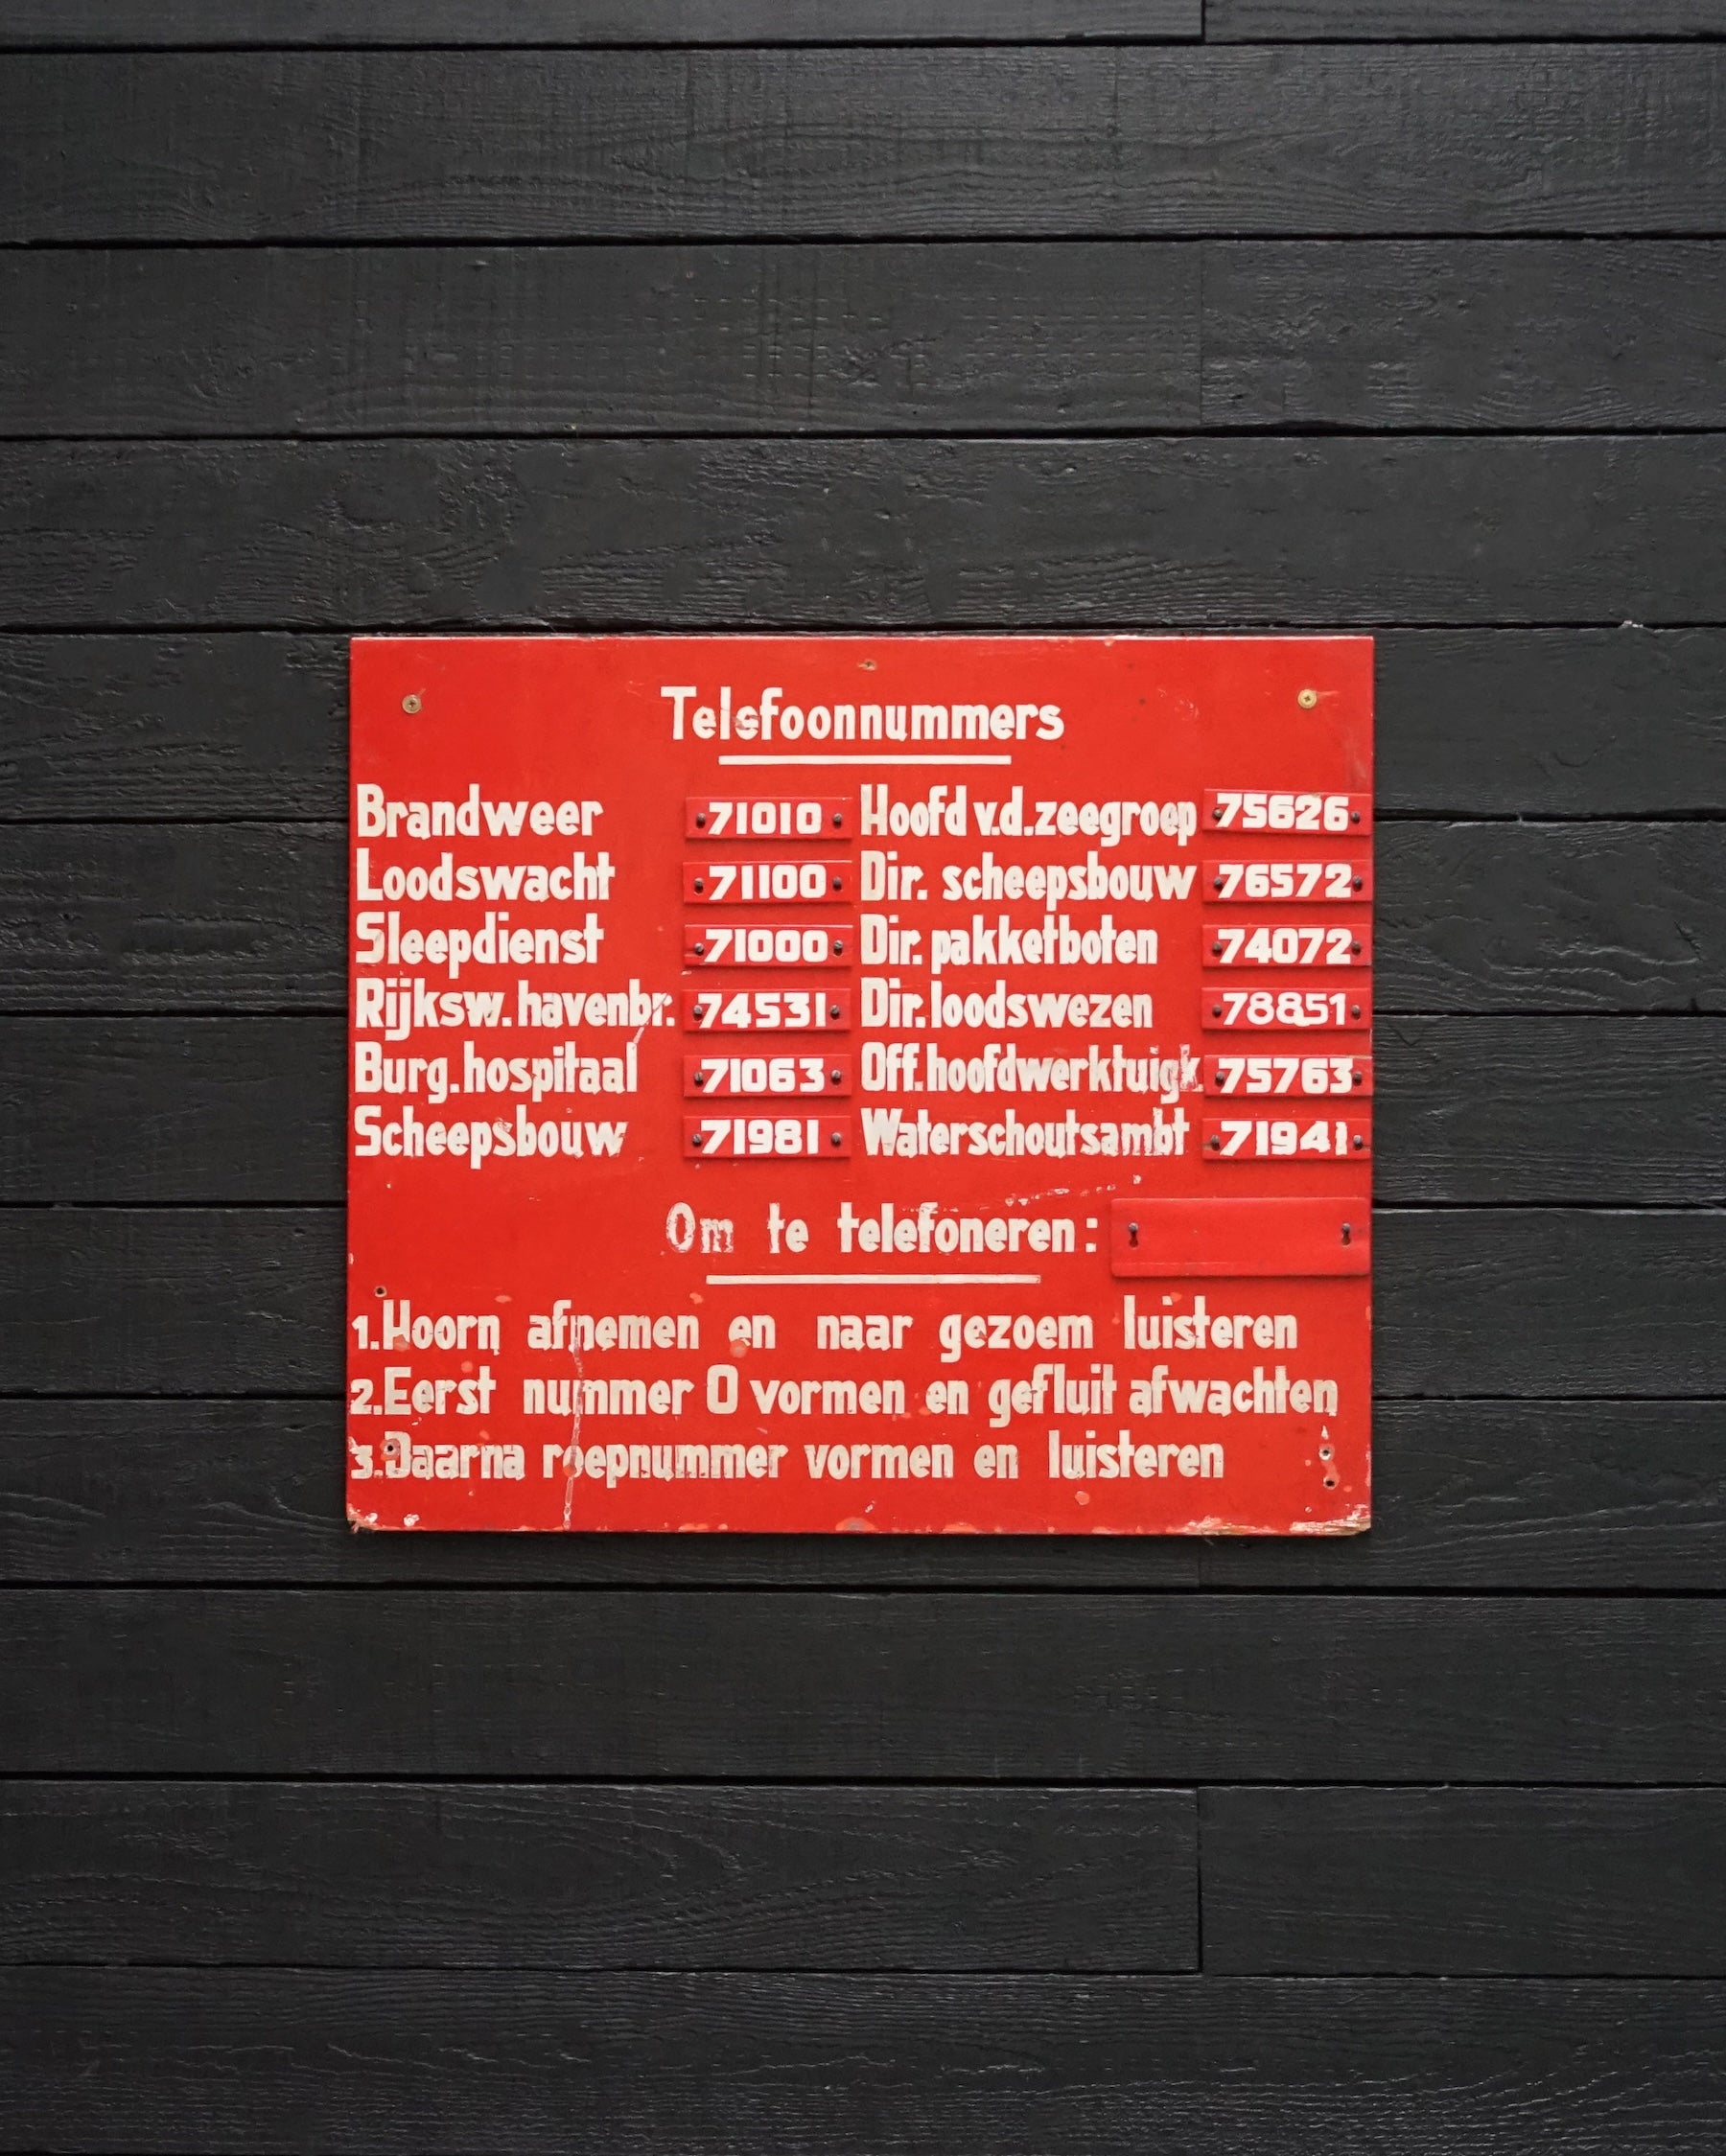 Telefoonnummers
Brandweer 71010 Hoofd v.d. zeegroep 75626
Loodswacht 71100 Dir. scheepsbouw 76572
Sleepdienst 71000 Dir. pakketboten 74072
Rijksw. havenbr. 74531 Dir. loodswezen 78851
Burg. hospitaal 71063 Off. hoofdwerktuigk. 75763
Scheepsbouw 71981 Waterschoutsambt 71941
Om te telefoneren:
1. Hoorn afnemen en naar gezoem luisteren
2. Eerst nummer 0 vormen en gefluit afwachten
3. Daarna roepnummer vormen en luisteren